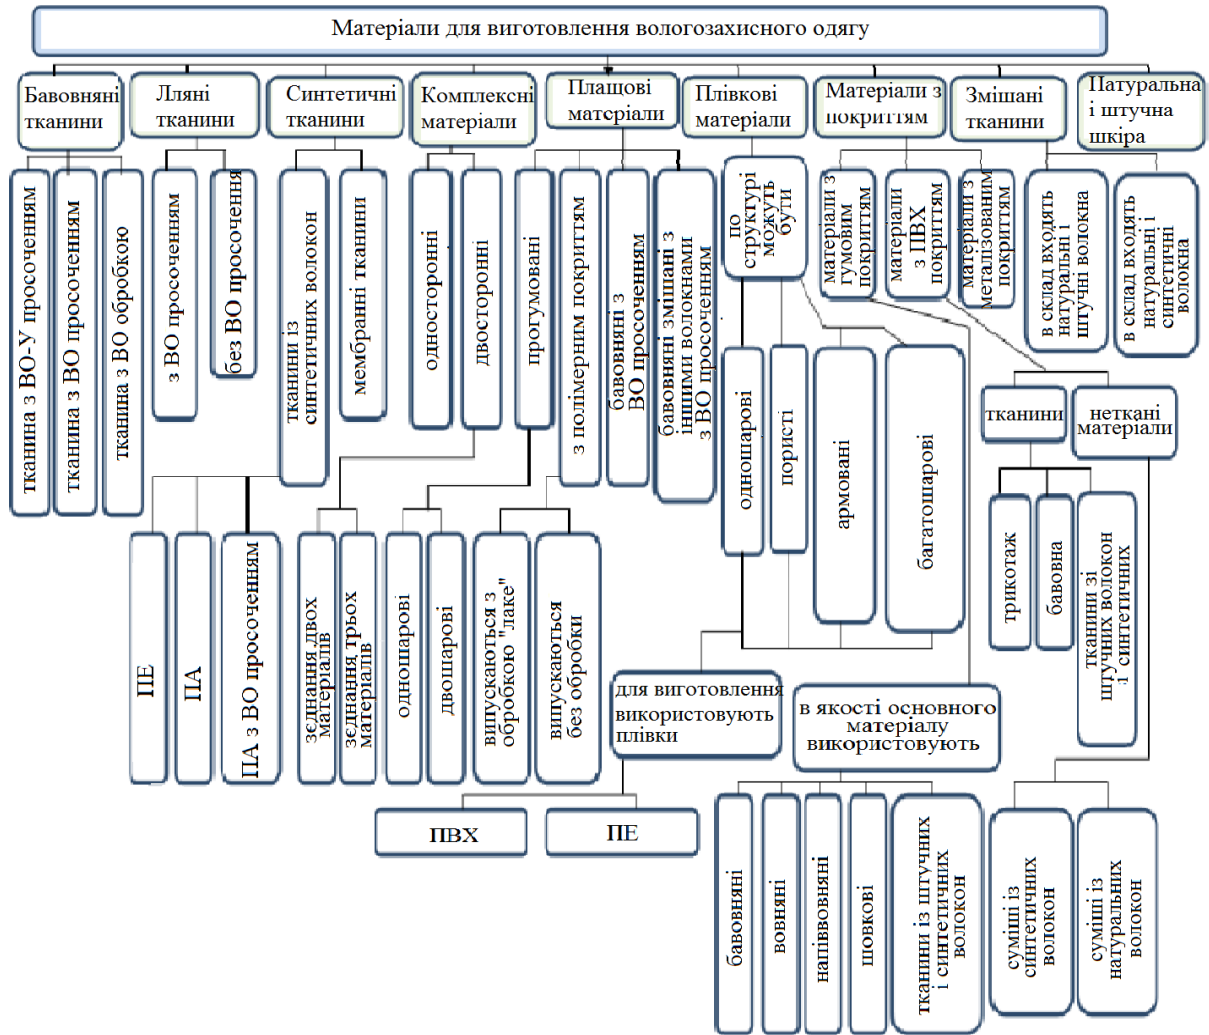 Матеріали для виготовлення вологозахисного одягу
Бавовняні
тканини
Лляні
тканини
Синтетичні
тканини
Комплексні
матеріали
Плащові
матеріали
Плівкові
матеріали
Матеріали з
покриттям
Змішані
тканини
Патуральна
і штучна
шкіра
тканина з ВО-У просоченням
тканина з ВО просоченням
тканина з ВО обробкою
з ВО просоченням
без ВО просочення
тканини із
синтетичних волокон
мембранні тканини
односторонні
двосторонні
прогумовані
з полімерним покриттям
бавовняні з
ВО просоченням
бавовняні змішані з
іншими волокнами
з ВО просоченням
по
структурі
можуть
бути
матеріали з
гумовим
покриттям
матеріали
з ПВХ
покриттям
матеріали з
металізованим
покриттям
в склад входять
натуральні і
штучні волокна
в склад входять
натуральні і
синтетичні
волокна
одношарові
пористі
армовані
багатошарові
тканини
неткані
матеріали
трикотаж
бавовна
тканини зі
штучних волокон
і синтетичних
ПЕ
ПА
ПА з ВО просоченням
зєднання двох
матеріалів
зєднання трьох
матеріалів
одношарові
двошарові
випускаються з
обробкою "лаке"
випускаються
без обробки
для виготовлення
використовують
плівки
в якості основного
матеріалу
використовують
ПВХ
ПЕ
бавовняні
вовняні
напіввовняні
шовкові
тканини із штучних
і синтетичних
волокон
суміші із
синтетичних
волокон
суміші із
натуральних
волокон